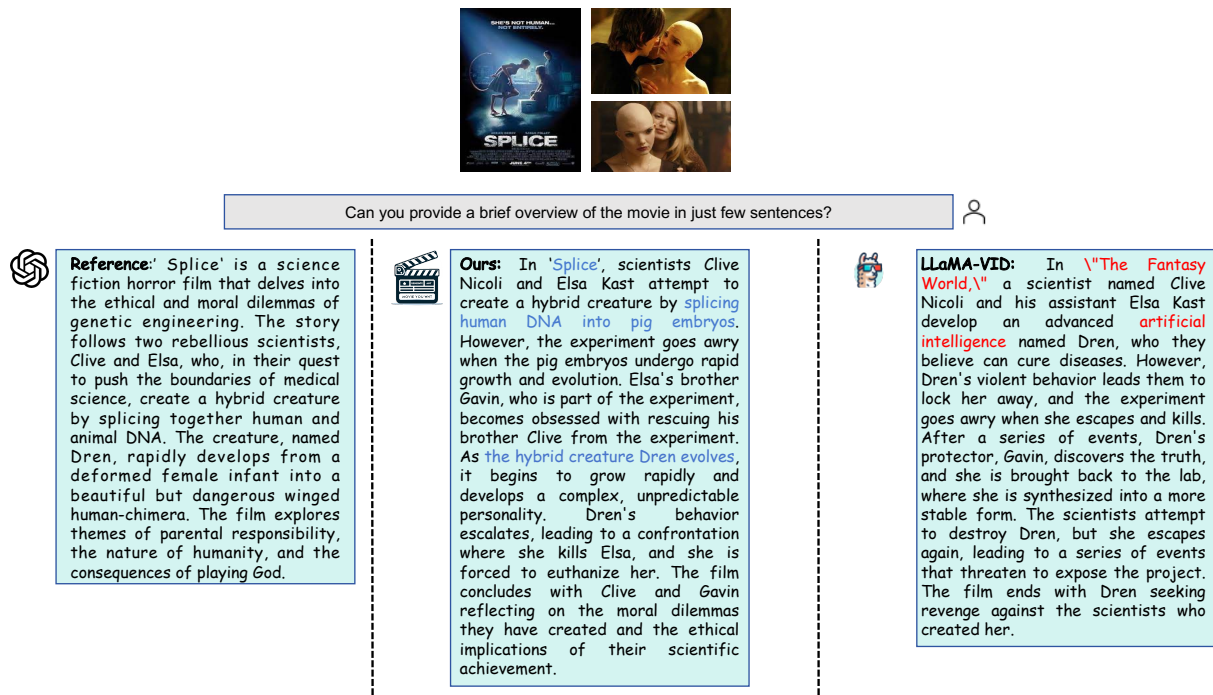 SHE'S NOT HUMAN...
NOT ENTIRELY.
SPLICE
Can you provide a brief overview of the movie in just few sentences?
Reference:' Splice' is a science
fiction horror film that delves into
the ethical and moral dilemmas of
genetic engineering. The story
follows two rebellious scientists,
Clive and Elsa, who, in their quest
to push the boundaries of medical
science, create a hybrid creature
by splicing together human and
animal DNA. The creature, named
Dren, rapidly develops from a
deformed female infant into a
beautiful but dangerous winged
human-chimera. The film explores
themes of parental responsibility,
the nature of humanity, and the
consequences of playing God.
Ours: In 'Splice', scientists Clive
Nicoli and Elsa Kast attempt to
create a hybrid creature by splicing
human DNA into pig embryos.
However, the experiment goes awry
when the pig embryos undergo rapid
growth and evolution. Elsa's brother
Gavin, who is part of the experiment,
becomes obsessed with rescuing his
brother Clive from the experiment.
As the hybrid creature Dren evolves,
it begins to grow rapidly and
develops a complex, unpredictable
personality. Dren's behavior
escalates, leading to a confrontation
where she kills Elsa, and she is
forced to euthanize her. The film
concludes with Clive and Gavin
reflecting on the moral dilemmas
they have created and the ethical
implications of their scientific
achievement.
LLaMA-VID: In \"The Fantasy
World,\" a scientist named Clive
Nicoli and his assistant Elsa Kast
develop an advanced artificial
intelligence named Dren, who they
believe can cure diseases. However,
Dren's violent behavior leads them to
lock her away, and the experiment
goes awry when she escapes and kills.
After a series of events, Dren's
protector, Gavin, discovers the truth,
and she is brought back to the lab,
where she is synthesized into a more
stable form. The scientists attempt
to destroy Dren, but she escapes
again, leading to a series of events
that threaten to expose the project.
The film ends with Dren seeking
revenge against the scientists who
created her.